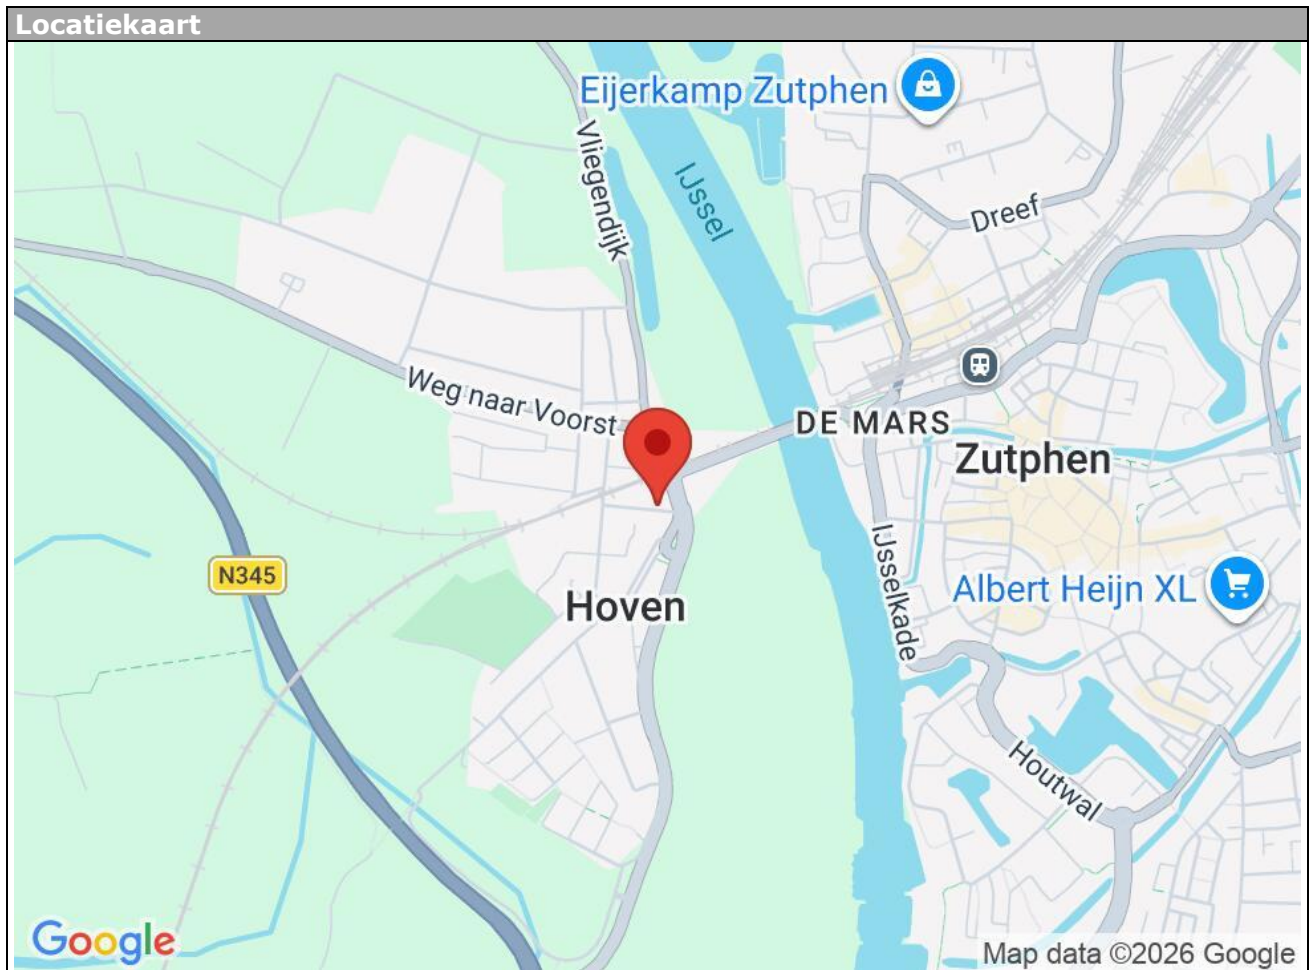 Locatiekaart
Eijerkamp Zutphen
Vliegendijk
IJssel
Dreef
Weg naar Voorst
DE MARS
Zutphen
N345
IJsselkade
Albert Heijn XL
Hoven
Houtwal
Google
Map data ©2026 Google